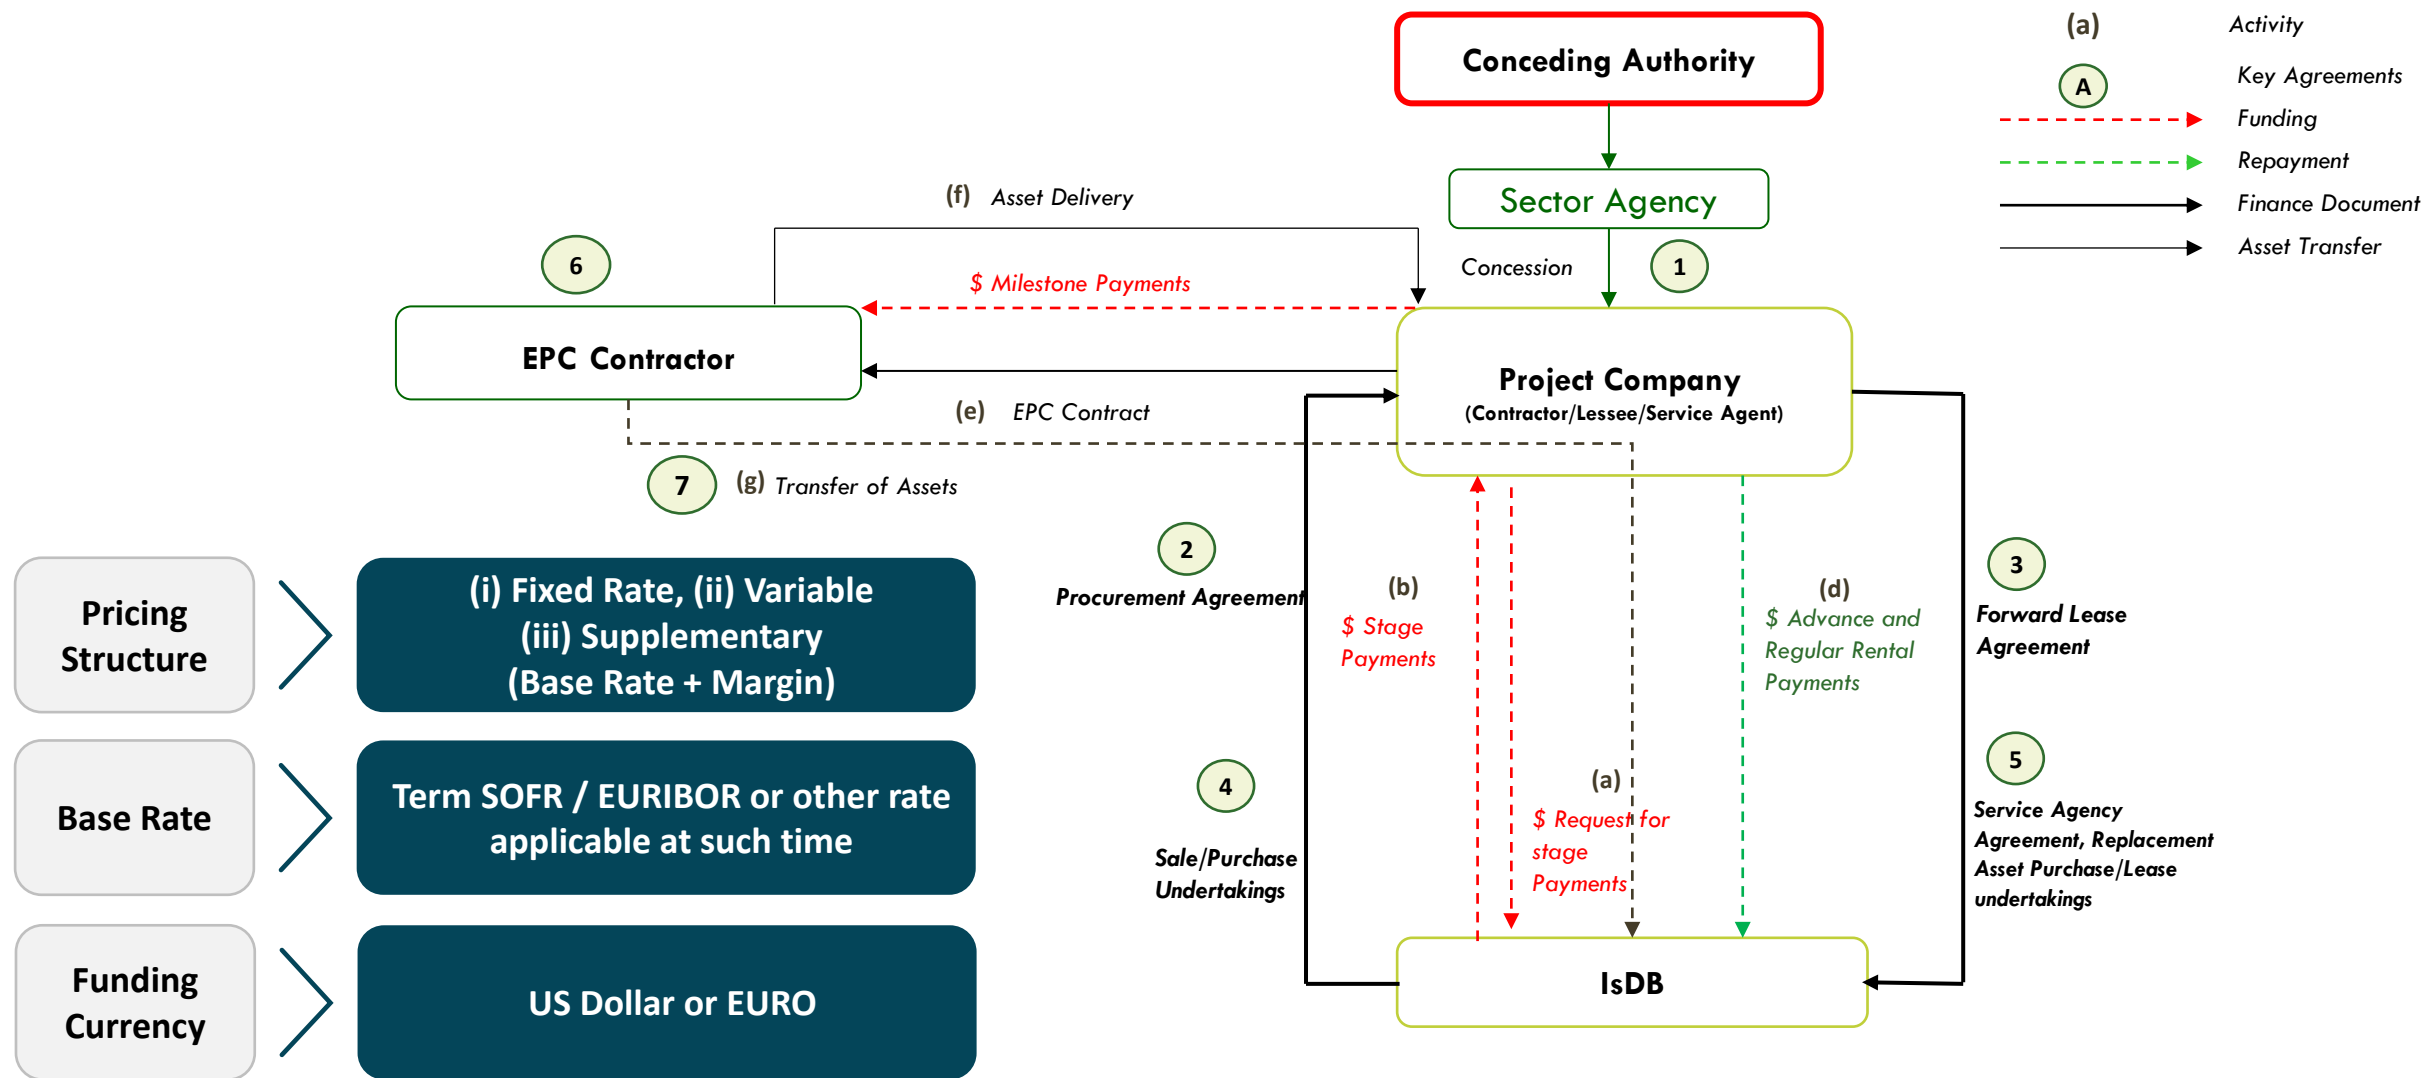 Conceding Authority
(a) Activity
A Key Agreements
Funding
Repayment
Finance Document
Asset Transfer
Sector Agency
(f) Asset Delivery
6
Concession
1
$ Milestone Payments
EPC Contractor
Project Company
(Contractor/Lessee/Service Agent)
(e) EPC Contract
7
(g) Transfer of Assets
2
Procurement Agreement
(b)
$ Stage
Payments
(d)
$ Advance and
Regular Rental
Payments
3
Forward Lease
Agreement
4
Sale/Purchase
Undertakings
(a)
$ Request for
stage
Payments
5
Service Agency
Agreement, Replacement
Asset Purchase/Lease
undertakings
IsDB
Pricing
Structure
(i) Fixed Rate, (ii) Variable
(iii) Supplementary
(Base Rate + Margin)
Base Rate
Term SOFR / EURIBOR or other rate
applicable at such time
Funding
Currency
US Dollar or EURO